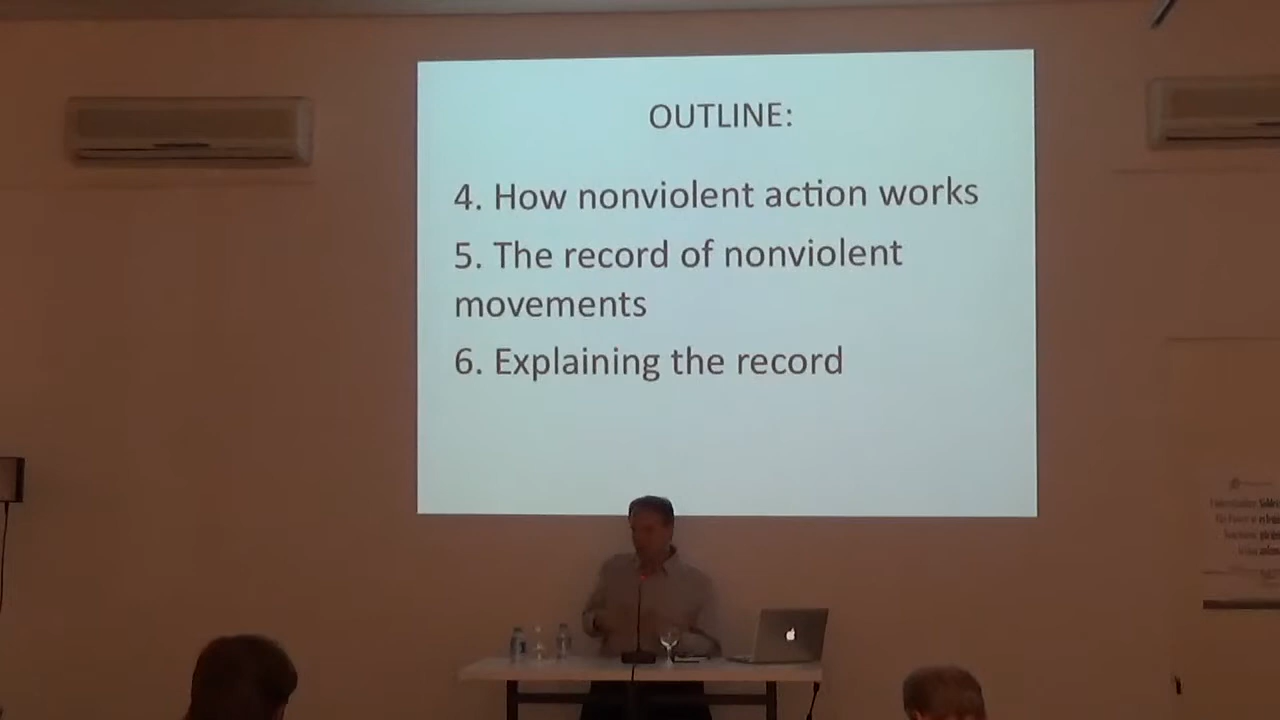 OUTLINE:
4. How nonviolent action works
5. The record of nonviolent
movements
6. Explaining the record